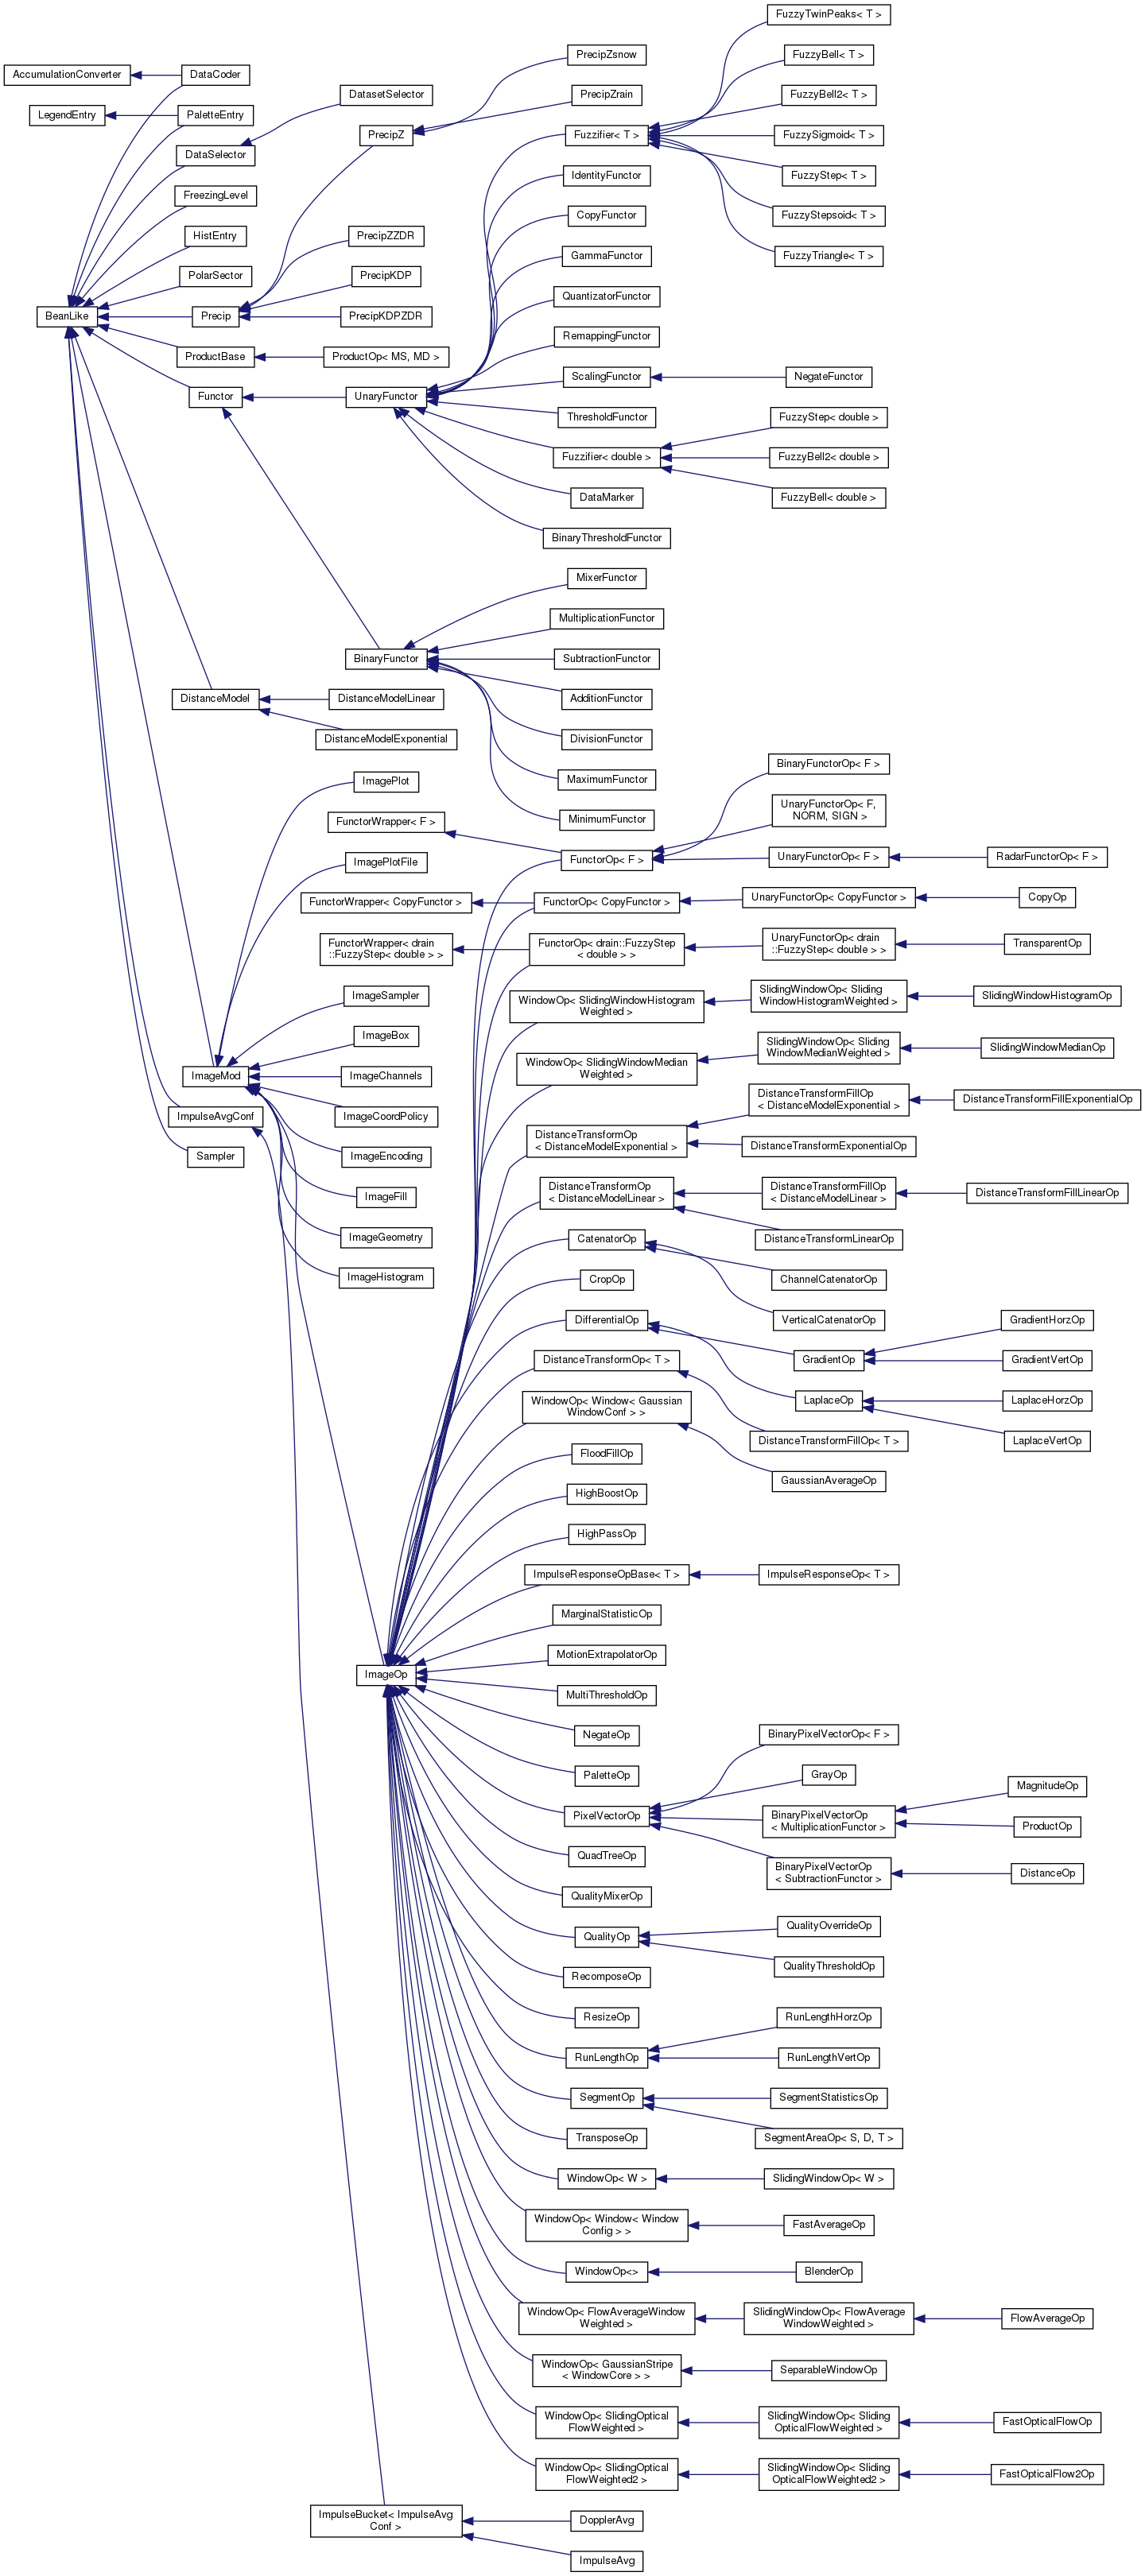 FuzzyTwinPeaks< T >
PrecipZsnow
FuzzyBell< T >
AccumulationConverter
DataCoder
DatasetSelector
PrecipZrain
FuzzyBell2< T >
LegendEntry
PaletteEntry
PrecipZ
Fuzzifier< T >
FuzzySigmoid< T >
DataSelector
IdentityFunctor
FuzzyStep< T >
FreezingLevel
CopyFunctor
FuzzyStepsoid< T >
HistEntry
PrecipZZDR
GammaFunctor
FuzzyTriangle< T >
PolarSector
PrecipKDP
QuantizatorFunctor
BeanLike
Precip
PrecipKDPZDR
RemappingFunctor
ProductBase
ProductOp< MS, MD >
ScalingFunctor
NegateFunctor
Functor
UnaryFunctor
ThresholdFunctor
FuzzyStep< double >
Fuzzifier< double >
FuzzyBell2< double >
DataMarker
FuzzyBell< double >
BinaryThresholdFunctor
MixerFunctor
MultiplicationFunctor
BinaryFunctor
SubtractionFunctor
DistanceModel
DistanceModelLinear
AdditionFunctor
DistanceModelExponential
DivisionFunctor
ImagePlot
MaximumFunctor
BinaryFunctorOp< F >
FunctorWrapper< F >
MinimumFunctor
UnaryFunctorOp< F,
NORM, SIGN >
ImagePlotFile
FunctorOp< F >
UnaryFunctorOp< F >
RadarFunctorOp< F >
FunctorWrapper< CopyFunctor >
FunctorOp< CopyFunctor >
UnaryFunctorOp< CopyFunctor >
CopyOp
FunctorWrapper< drain
::FuzzyStep< double > >
FunctorOp< drain::FuzzyStep
< double > >
UnaryFunctorOp< drain
::FuzzyStep< double > >
TransparentOp
ImageSampler
WindowOp< SlidingWindowHistogram
Weighted >
SlidingWindowOp< Sliding
WindowHistogramWeighted >
SlidingWindowHistogramOp
ImageBox
WindowOp< SlidingWindowMedian
Weighted >
SlidingWindowOp< Sliding
WindowMedianWeighted >
SlidingWindowMedianOp
ImageMod
ImageChannels
DistanceTransformFillOp
< DistanceModelExponential >
DistanceTransformFillExponentialOp
ImpulseAvgConf
ImageCoordPolicy
DistanceTransformOp
< DistanceModelExponential >
DistanceTransformExponentialOp
Sampler
ImageEncoding
ImageFill
DistanceTransformOp
< DistanceModelLinear >
DistanceTransformFillOp
< DistanceModelLinear >
DistanceTransformFillLinearOp
ImageGeometry
CatenatorOp
DistanceTransformLinearOp
ImageHistogram
CropOp
ChannelCatenatorOp
DifferentialOp
VerticalCatenatorOp
GradientHorzOp
DistanceTransformOp< T >
GradientOp
GradientVertOp
WindowOp< Window< Gaussian
WindowConf > >
LaplaceOp
LaplaceHorzOp
FloodFillOp
DistanceTransformFillOp< T >
LaplaceVertOp
HighBoostOp
GaussianAverageOp
HighPassOp
ImpulseResponseOpBase< T >
ImpulseResponseOp< T >
MarginalStatisticOp
ImageOp
MotionExtrapolatorOp
MultiThresholdOp
NegateOp
BinaryPixelVectorOp< F >
PaletteOp
GrayOp
PixelVectorOp
BinaryPixelVectorOp
< MultiplicationFunctor >
MagnitudeOp
ProductOp
QuadTreeOp
BinaryPixelVectorOp
< SubtractionFunctor >
DistanceOp
QualityMixerOp
QualityOp
QualityOverrideOp
RecomposeOp
QualityThresholdOp
ResizeOp
RunLengthHorzOp
RunLengthOp
RunLengthVertOp
SegmentOp
SegmentStatisticsOp
TransposeOp
SegmentAreaOp< S, D, T >
WindowOp< W >
SlidingWindowOp< W >
WindowOp< Window< Window
Config > >
FastAverageOp
WindowOp<>
BlenderOp
WindowOp< FlowAverageWindow
Weighted >
SlidingWindowOp< FlowAverage
WindowWeighted >
FlowAverageOp
WindowOp< GaussianStripe
< WindowCore > >
SeparableWindowOp
WindowOp< SlidingOptical
FlowWeighted >
SlidingWindowOp< Sliding
OpticalFlowWeighted >
FastOpticalFlowOp
WindowOp< SlidingOptical
FlowWeighted2 >
SlidingWindowOp< Sliding
OpticalFlowWeighted2 >
FastOpticalFlow2Op
ImpulseBucket< ImpulseAvg
Conf >
DopplerAvg
ImpulseAvg